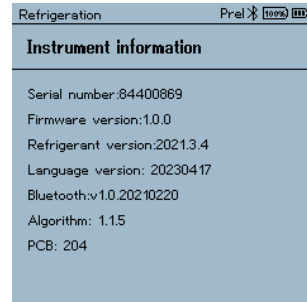 Refrigeration Prel 100%
Instrument information
Serial number:84400869
Firmware version:1.0.0
Refrigerant version:2021.3.4
Language version: 20230417
Bluetooth:v1.0.20210220
Algorithm: 1.1.5
PCB: 204